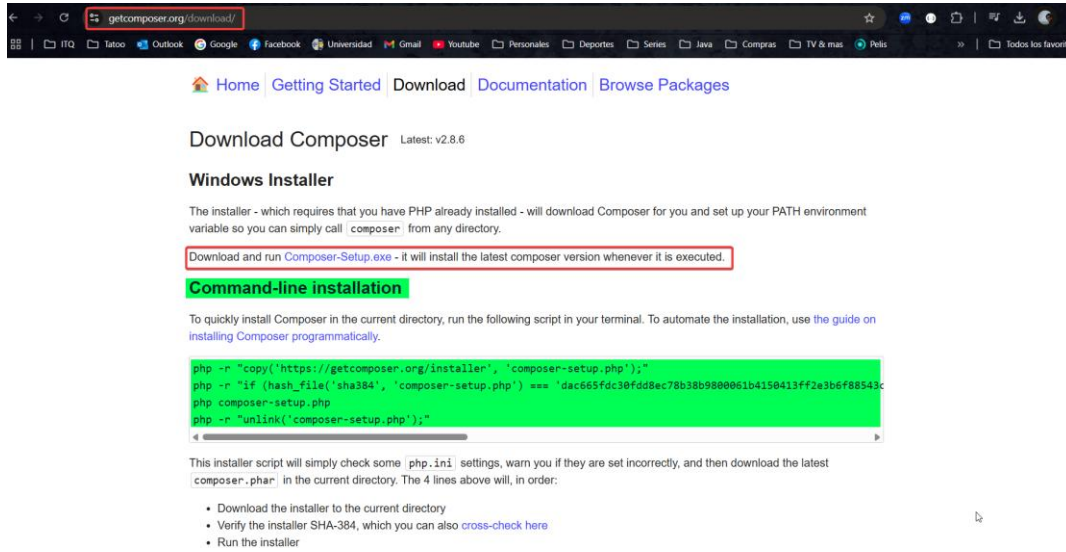 getcomposer.org/download/
ITQ Tatoo Outlook Google Facebook Universidad Gmail Youtube Personales Deportes Series Java Compras TV & mas Pelis » Todos los favorit
Home Getting Started Download Documentation Browse Packages
Download Composer Latest: v2.8.6
Windows Installer
The installer - which requires that you have PHP already installed - will download Composer for you and set up your PATH environment
variable so you can simply call composer from any directory.
Download and run Composer-Setup.exe - it will install the latest composer version whenever it is executed.
Command-line installation
To quickly install Composer in the current directory, run the following script in your terminal. To automate the installation, use the guide on
installing Composer programmatically.
php -r "copy('https://getcomposer.org/installer', 'composer-setup.php');"
php -r "if (hash_file('sha384', 'composer-setup.php') === 'dac665fdc30fdd8ec78b38b9800061b4150413ff2e3b6f88543c
php composer-setup.php
php -r "unlink('composer-setup.php');"
This installer script will simply check some php.ini settings, warn you if they are set incorrectly, and then download the latest
composer.phar in the current directory. The 4 lines above will, in order:
• Download the installer to the current directory
• Verify the installer SHA-384, which you can also cross-check here
• Run the installer